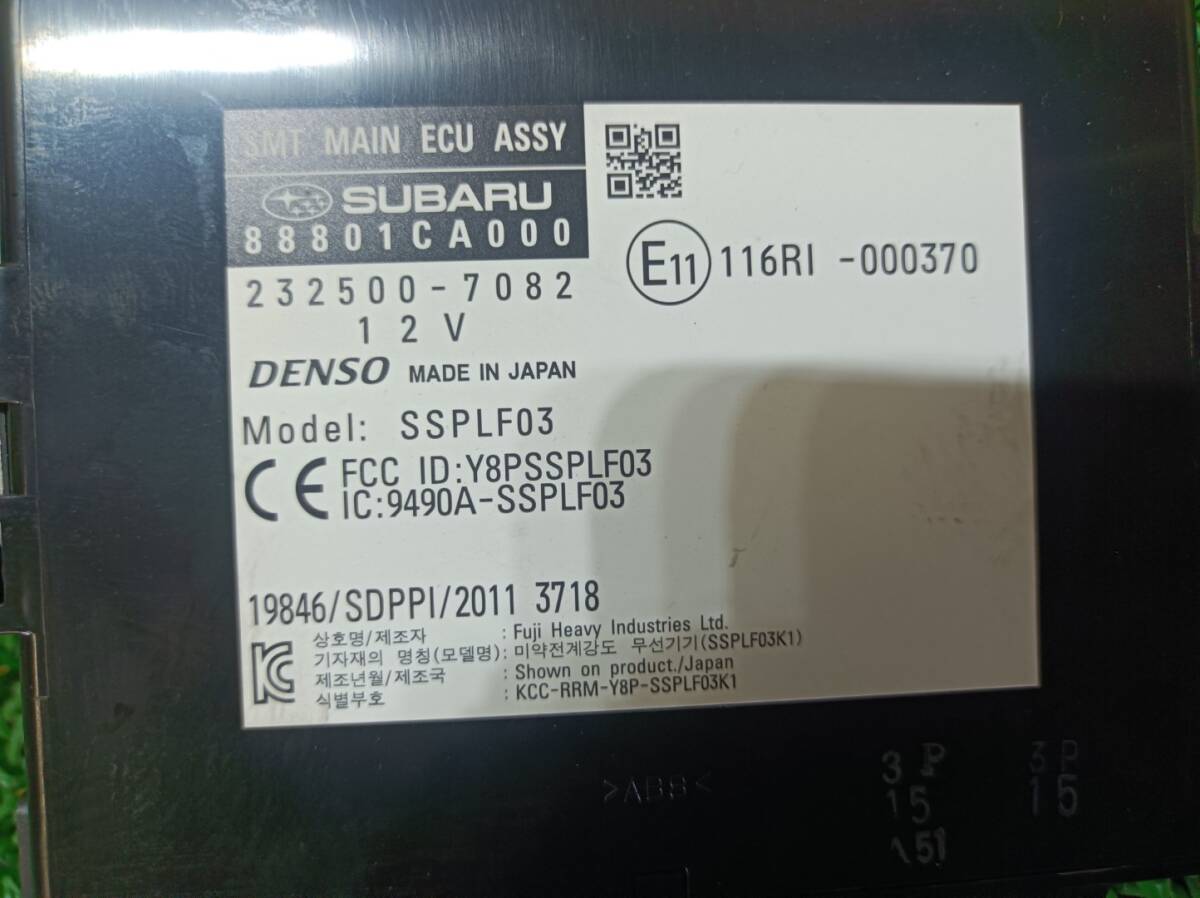 SMT MAIN ECU ASSY
SUBARU
88801CA000
232500-7082
12V
DENSO MADE IN JAPAN
E11 116RI -000370
Model: SSPLF03
CE FCC ID:Y8PSSPLF03
IC:9490A-SSPLF03
19846/SDPPI/2011 3718
상호명/제조자 : Fuji Heavy Industries Ltd.
기자재의 명칭(모델명): 미약전계강도 무선기기(SSPLF03K1)
제조년월/제조국 : Shown on product./Japan
식별부호 : KCC-RRM-Y8P-SSPLF03K1
>ABS<
3P 3P
15 15
151